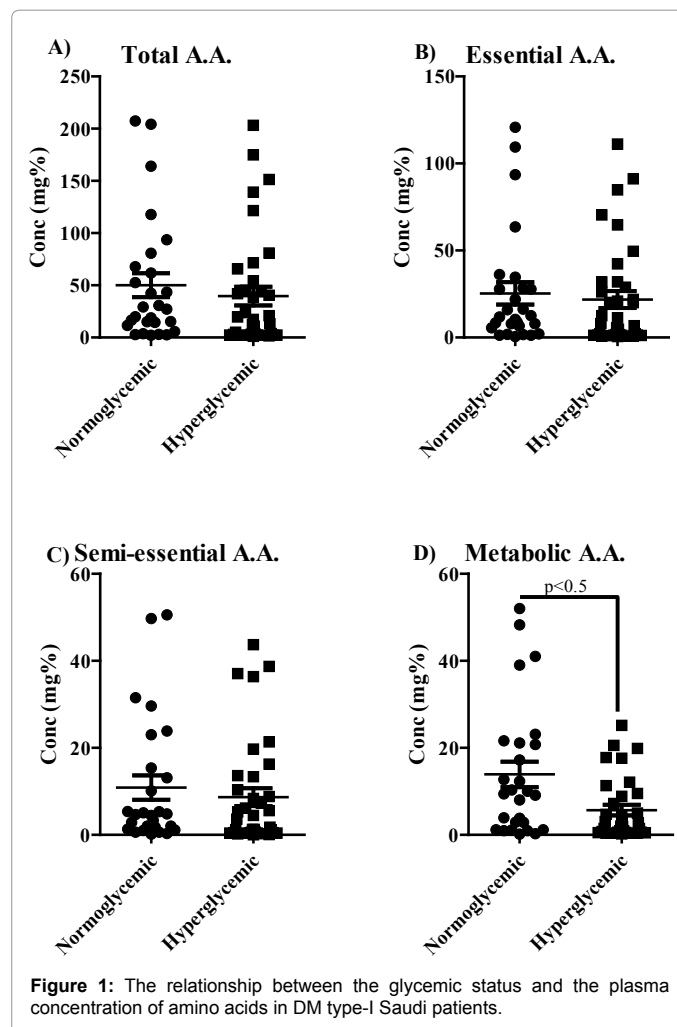 A) Total A.A.
Conc (mg%)
250
200
150
100
50
0
Normoglycemic
Hyperglycemic
B) Essential A.A.
Conc (mg%)
150
100
50
0
Normoglycemic
Hyperglycemic
C) Semi-essential A.A.
Conc (mg%)
60
40
20
0
Normoglycemic
Hyperglycemic
D) Metabolic A.A.
p<0.5
Conc (mg%)
60
40
20
0
Normoglycemic
Hyperglycemic
Figure 1: The relationship between the glycemic status and the plasma
concentration of amino acids in DM type-I Saudi patients.